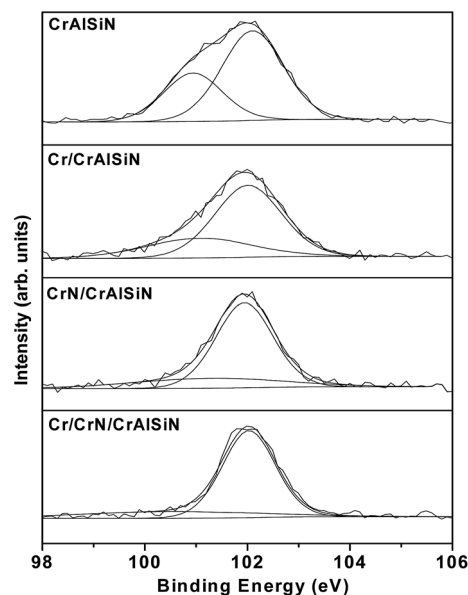 CrAlSiN
Cr/CrAlSiN
CrN/CrAlSiN
Cr/CrN/CrAlSiN
Intensity (arb. units)
98 100 102 104 106
Binding Energy (eV)